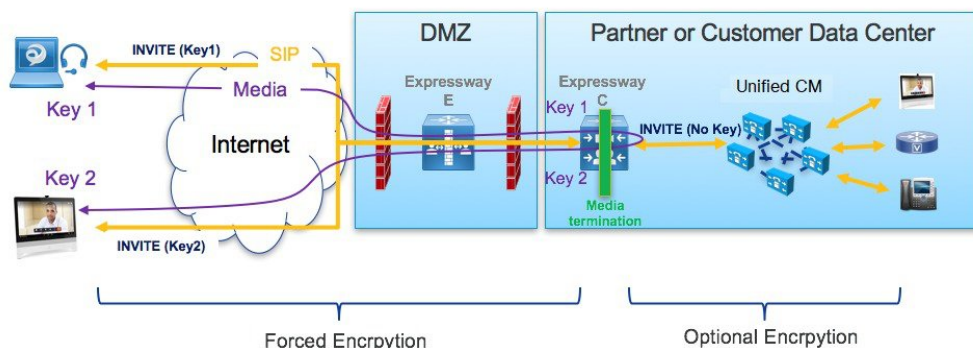 DMZ
Partner or Customer Data Center
INVITE (Key1)
SIP
Media
Key 1
Internet
Key 2
INVITE (Key2)
Expressway
E
Expressway
C
Key 1
Key 2
Media
termination
INVITE (No Key)
Unified CM
V
Forced Encrpytion
Optional Encrpytion